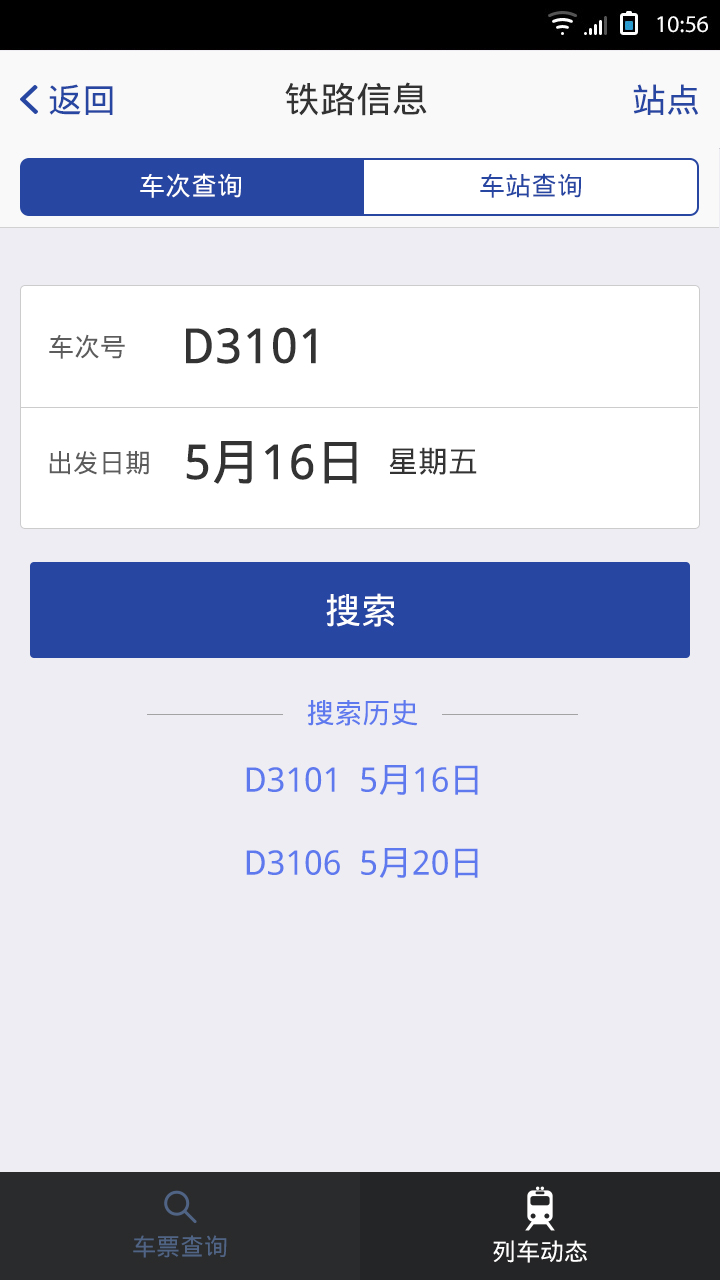 10:56
返回 铁路信息 站点
车次查询 车站查询
车次号 D3101
出发日期 5月16日 星期五
搜索
搜索历史
D3101 5月16日
D3106 5月20日
车票查询 列车动态